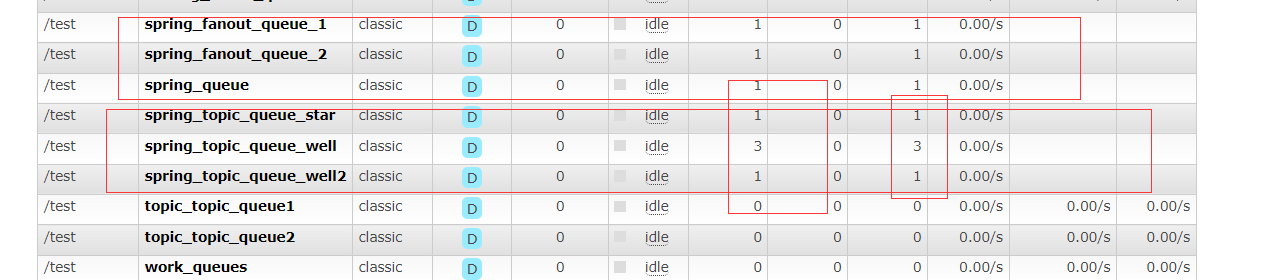 /test spring_fanout_queue_1 classic D 0 idle 1 0 1 0.00/s
/test spring_fanout_queue_2 classic D 0 idle 1 0 1 0.00/s
/test spring_queue classic D 0 idle 1 0 1 0.00/s
/test spring_topic_queue_star classic D 0 idle 1 0 1 0.00/s
/test spring_topic_queue_well classic D 0 idle 3 0 3 0.00/s
/test spring_topic_queue_well2 classic D 0 idle 1 0 1 0.00/s
/test topic_topic_queue1 classic D 0 idle 0 0 0 0.00/s 0.00/s 0.00/s
/test topic_topic_queue2 classic D 0 idle 0 0 0 0.00/s 0.00/s 0.00/s
/test work_queues classic D 0 idle 0 0 0 0.00/s 0.00/s 0.00/s